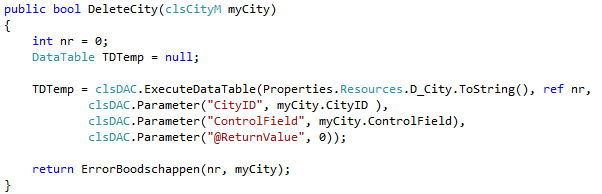 public bool DeleteCity(clsCityM myCity)
{
    int nr = 0;
    DataTable TDTemp = null;

    TDTemp = clsDAC.ExecuteDataTable(Properties.Resources.D_City.ToString(), ref nr,
            clsDAC.Parameter("CityID", myCity.CityID ),
            clsDAC.Parameter("ControlField", myCity.ControlField),
            clsDAC.Parameter("@ReturnValue", 0));

    return ErrorBoodschappen(nr, myCity);
}